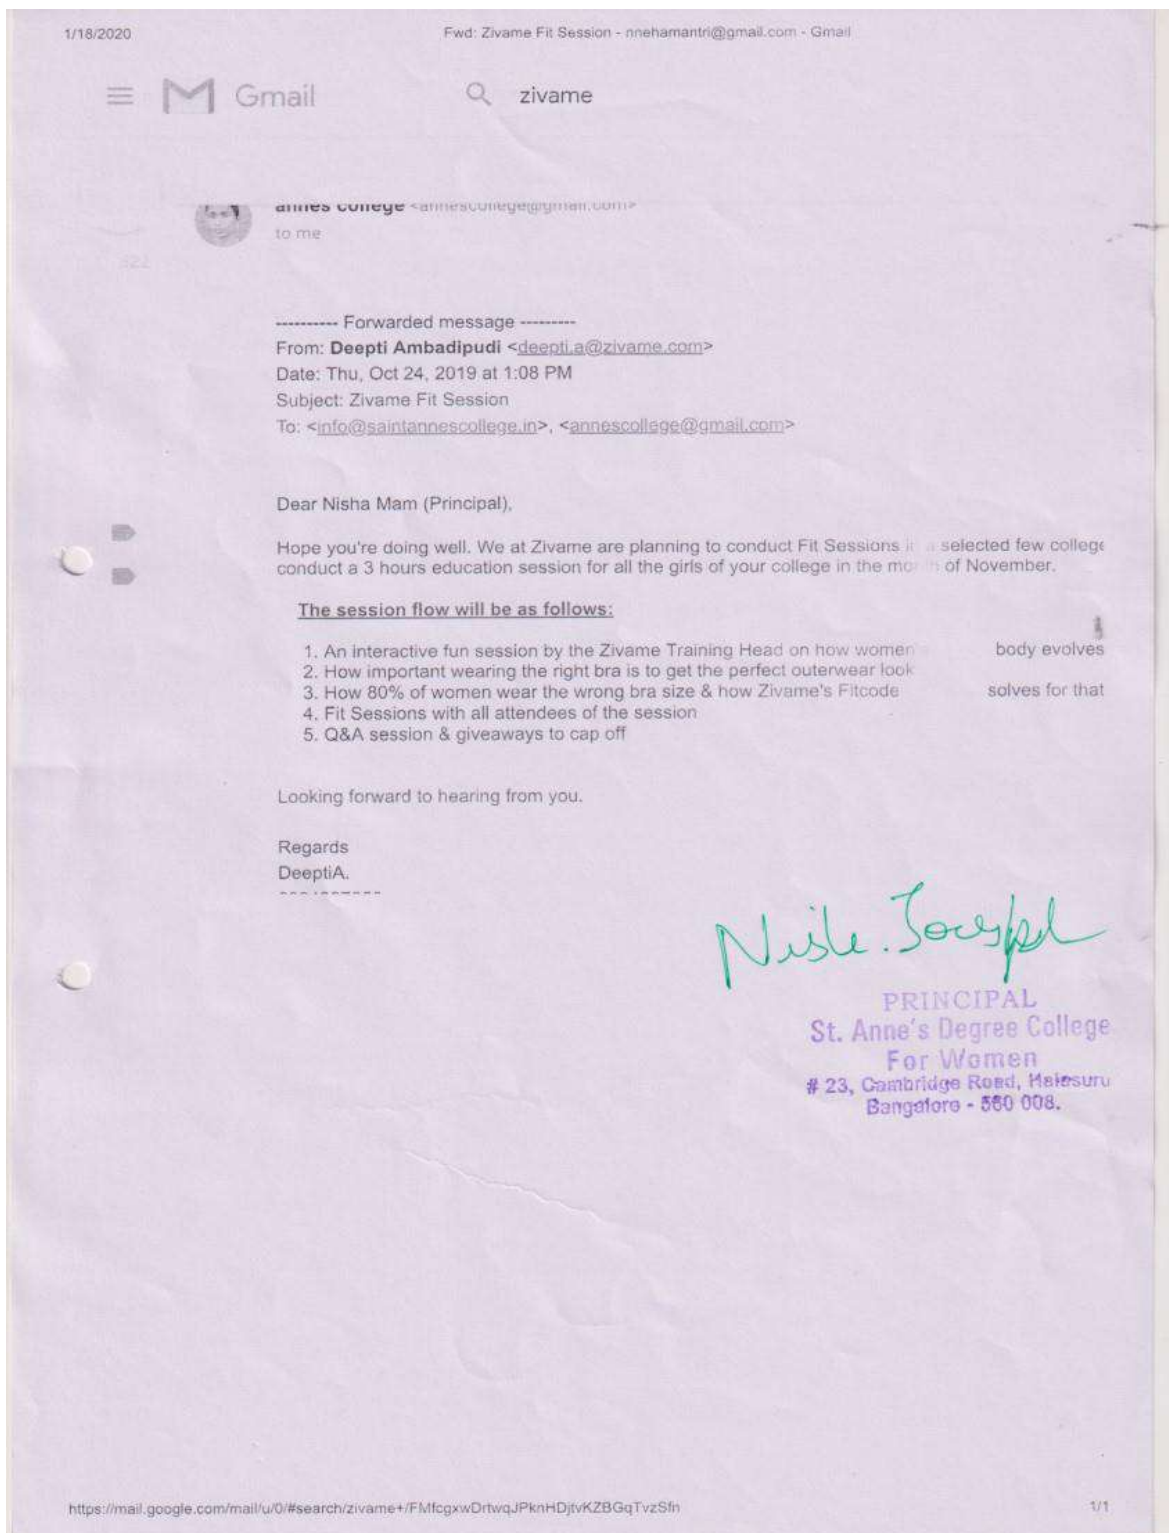 1/18/2020 Fwd: Zivame Fit Session - nnehamantri@gmail.com - Gmail
Gmail zivame
annes college <annescollege@gmail.com>
to me
---------- Forwarded message ---------
From: Deepti Ambadipudi <deepti.a@zivame.com>
Date: Thu, Oct 24, 2019 at 1:08 PM
Subject: Zivame Fit Session
To: <info@saintannescollege.in>, <annescollege@gmail.com>
Dear Nisha Mam (Principal),
Hope you're doing well. We at Zivame are planning to conduct Fit Sessions selected few college
conduct a 3 hours education session for all the girls of your college in the of November.
The session flow will be as follows:
1. An interactive fun session by the Zivame Training Head on how women body evolves
2. How important wearing the right bra is to get the perfect outerwear look
3. How 80% of women wear the wrong bra size & how Zivame's Fitcode solves for that
4. Fit Sessions with all attendees of the session
5. Q&A session & giveaways to cap off
Looking forward to hearing from you.
Regards
DeeptiA.
PRINCIPAL
St. Anne's Degree College
For Women
# 23, Cambridge Road, Halasuru
Bangalore - 560 008.
https://mail.google.com/mail/u/0/#search/zivame+/FMfcgxwDrtwqJPknHDjtvKZBGqTvzSfn 1/1